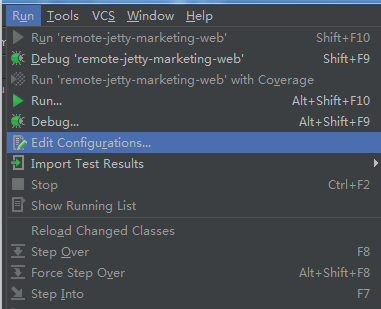 Run Tools VCS Window Help
Run 'remote-jetty-marketing-web' Shift+F10
Debug 'remote-jetty-marketing-web' Shift+F9
Run 'remote-jetty-marketing-web' with Coverage
Run... Alt+Shift+F10
Debug... Alt+Shift+F9
Edit Configurations...
Import Test Results
Stop Ctrl+F2
Show Running List
Reload Changed Classes
Step Over F8
Force Step Over Alt+Shift+F8
Step Into F7